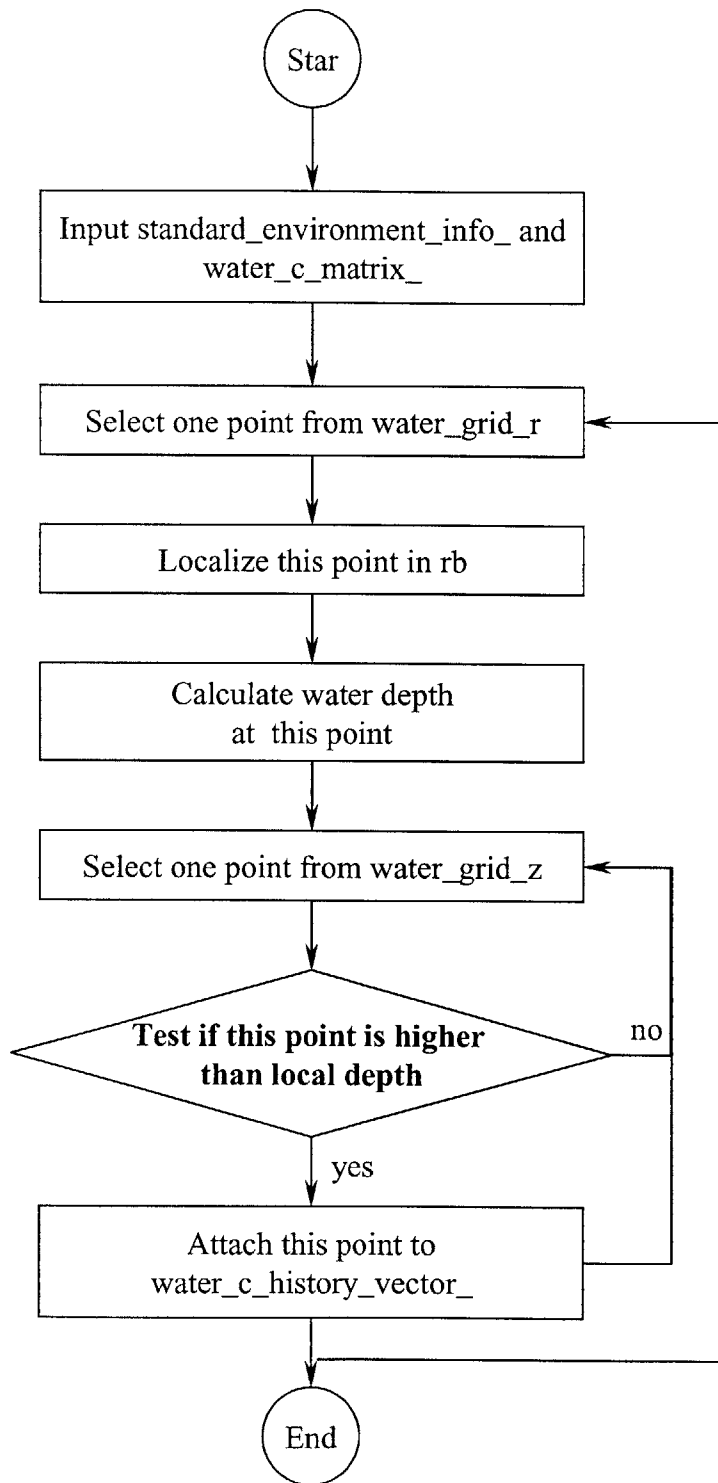 Star
Input standard_environment_info_ and
water_c_matrix_
Select one point from water_grid_r
Localize this point in rb
Calculate water depth
at this point
Select one point from water_grid_z
Test if this point is higher
than local depth
no
yes
Attach this point to
water_c_history_vector_
End